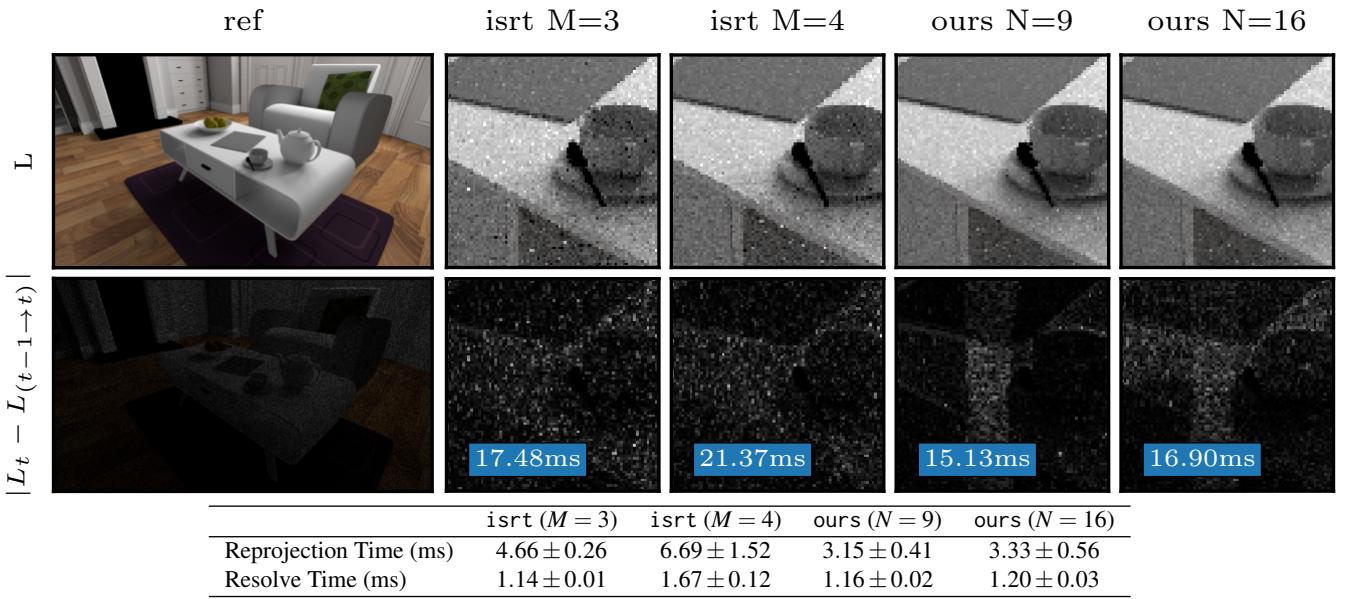 ref isrt M=3 isrt M=4 ours N=9 ours N=16
L
|L_t − L_{(t−1→t)}|
17.48ms 21.37ms 15.13ms 16.90ms
isrt (M = 3) isrt (M = 4) ours (N = 9) ours (N = 16)
Reprojection Time (ms) 4.66 ± 0.26 6.69 ± 1.52 3.15 ± 0.41 3.33 ± 0.56
Resolve Time (ms) 1.14 ± 0.01 1.67 ± 0.12 1.16 ± 0.02 1.20 ± 0.03